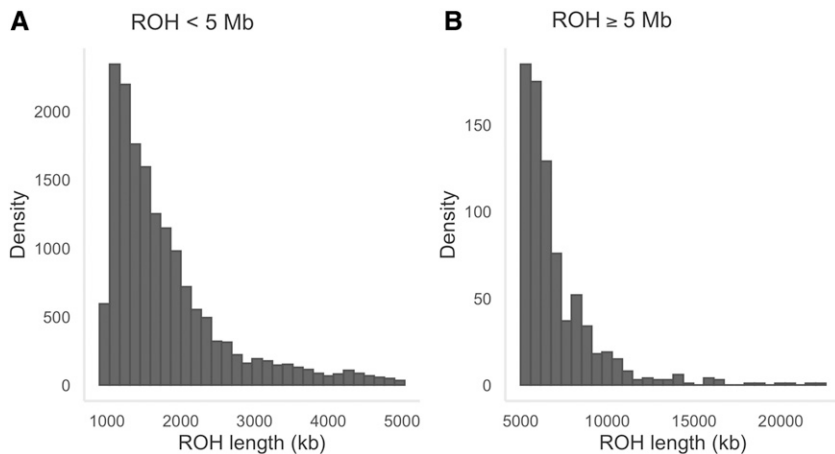 A ROH < 5 Mb
Density
2000
1500
1000
500
0
1000 2000 3000 4000 5000
ROH length (kb)
B ROH ≥ 5 Mb
Density
150
100
50
0
5000 10000 15000 20000
ROH length (kb)